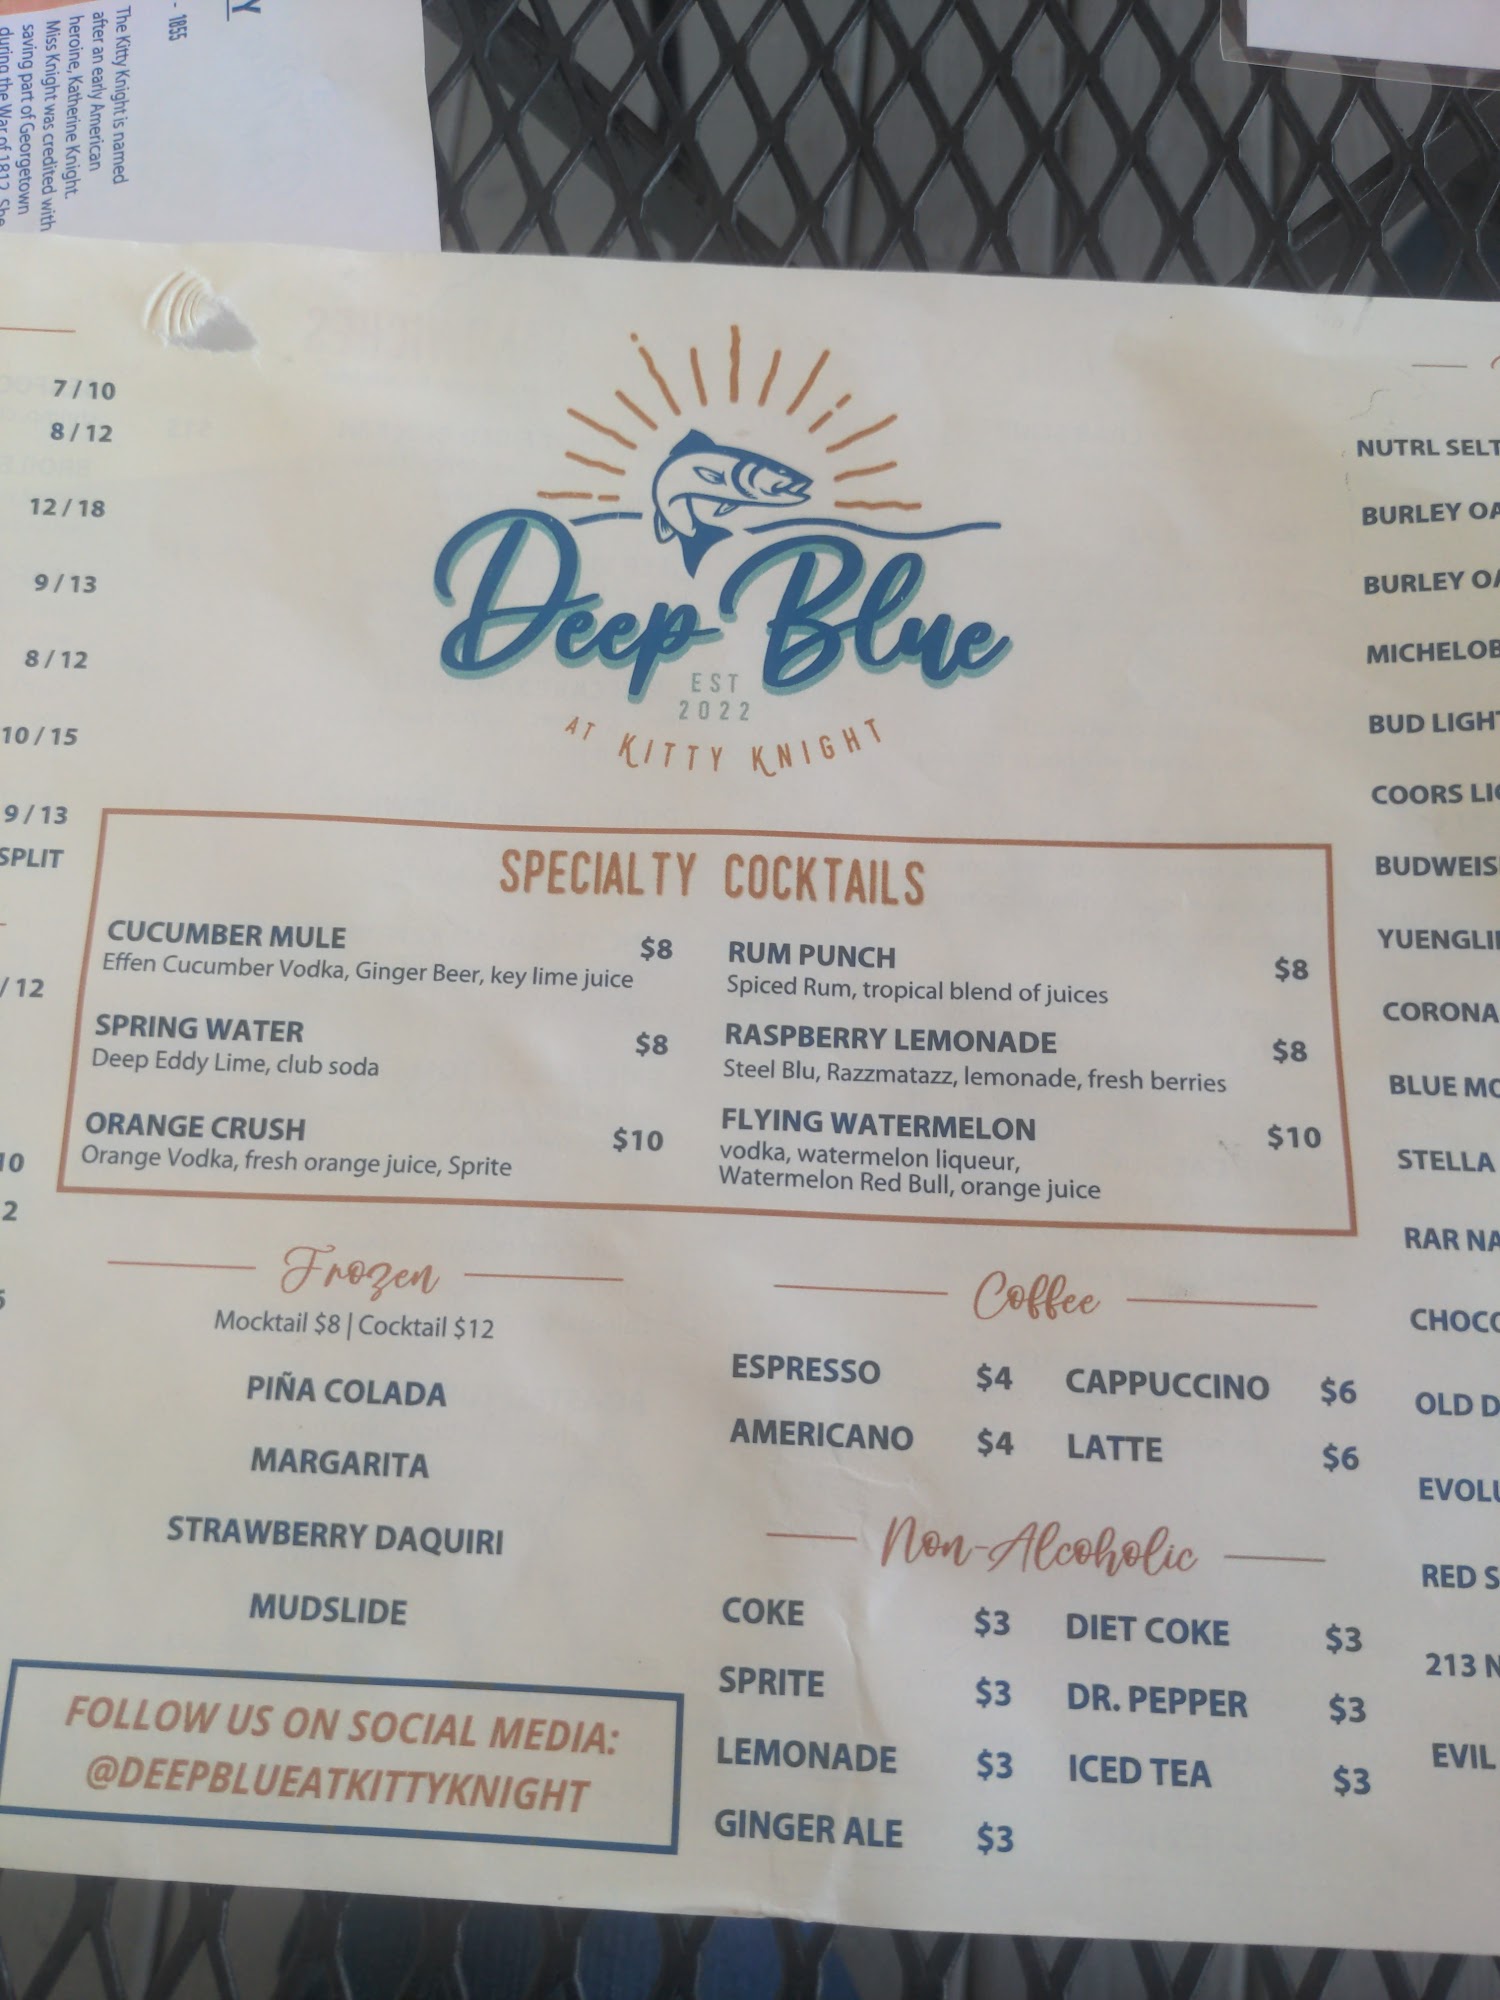 Y
- 1855
The Kitty Knight is named
after an early American
heroine, Katherine Knight.
Miss Knight was credited with
saving part of Georgetown
during the War of 1812. She
7 / 10
8 / 12
12 / 18
9 / 13
8 / 12
10 / 15
9 / 13
SPLIT
/ 12
10
2
Deep Blue
EST
2022
AT KITTY KNIGHT
SPECIALTY COCKTAILS
CUCUMBER MULE $8
Effen Cucumber Vodka, Ginger Beer, key lime juice
SPRING WATER $8
Deep Eddy Lime, club soda
ORANGE CRUSH $10
Orange Vodka, fresh orange juice, Sprite
RUM PUNCH $8
Spiced Rum, tropical blend of juices
RASPBERRY LEMONADE $8
Steel Blu, Razzmatazz, lemonade, fresh berries
FLYING WATERMELON $10
vodka, watermelon liqueur,
Watermelon Red Bull, orange juice
Frozen
Mocktail $8 | Cocktail $12
PIÑA COLADA
MARGARITA
STRAWBERRY DAQUIRI
MUDSLIDE
FOLLOW US ON SOCIAL MEDIA:
@DEEPBLUEATKITTYKNIGHT
Coffee
ESPRESSO $4 CAPPUCCINO $6
AMERICANO $4 LATTE $6
Non-Alcoholic
COKE $3 DIET COKE $3
SPRITE $3 DR. PEPPER $3
LEMONADE $3 ICED TEA $3
GINGER ALE $3
NUTRL SELT
BURLEY OA
BURLEY OA
MICHELOB
BUD LIGHT
COORS LIG
BUDWEIS
YUENGLI
CORONA
BLUE MO
STELLA
RAR NA
CHOCO
OLD D
EVOLU
RED S
213 N
EVIL